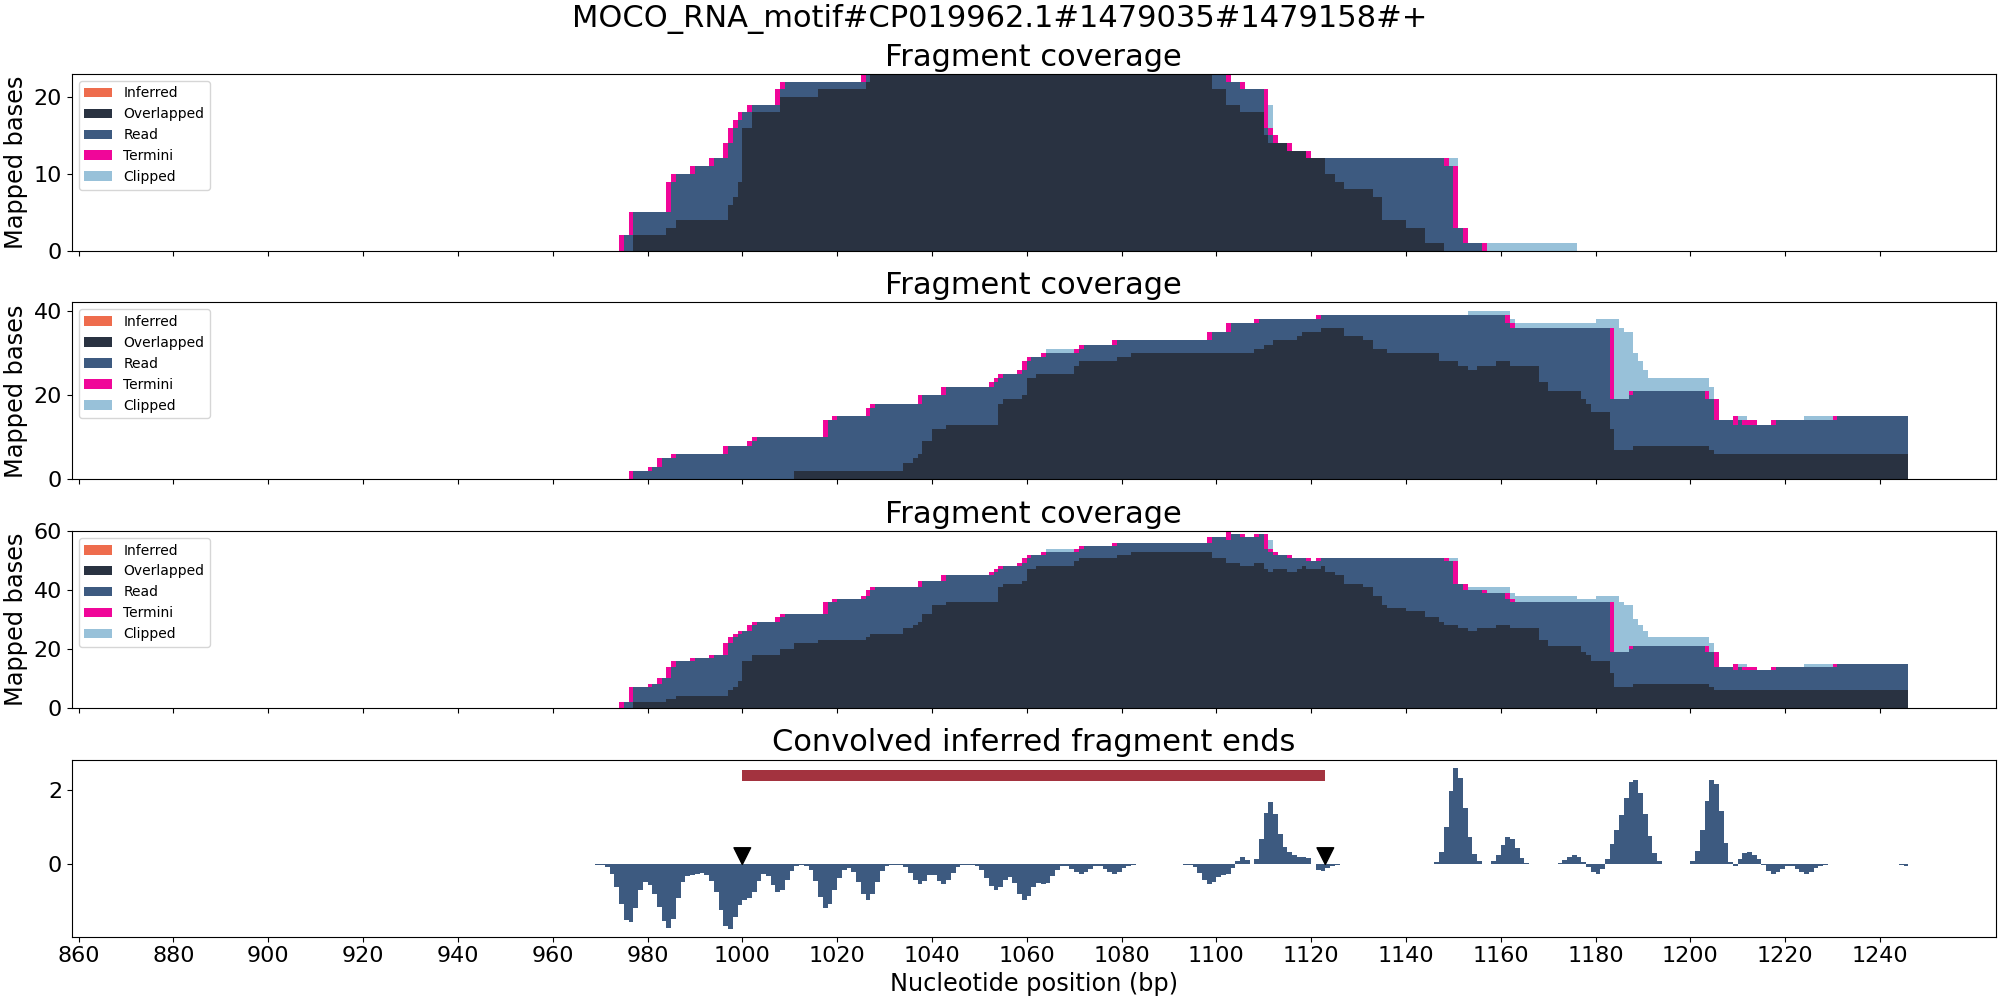 MOCO_RNA_motif#CP019962.1#1479035#1479158#+
Fragment coverage
Mapped bases
20
10
0
Inferred
Overlapped
Read
Termini
Clipped
Fragment coverage
Mapped bases
40
20
0
Inferred
Overlapped
Read
Termini
Clipped
Fragment coverage
Mapped bases
60
40
20
0
Inferred
Overlapped
Read
Termini
Clipped
Convolved inferred fragment ends
2
0
860 880 900 920 940 960 980 1000 1020 1040 1060 1080 1100 1120 1140 1160 1180 1200 1220 1240
Nucleotide position (bp)